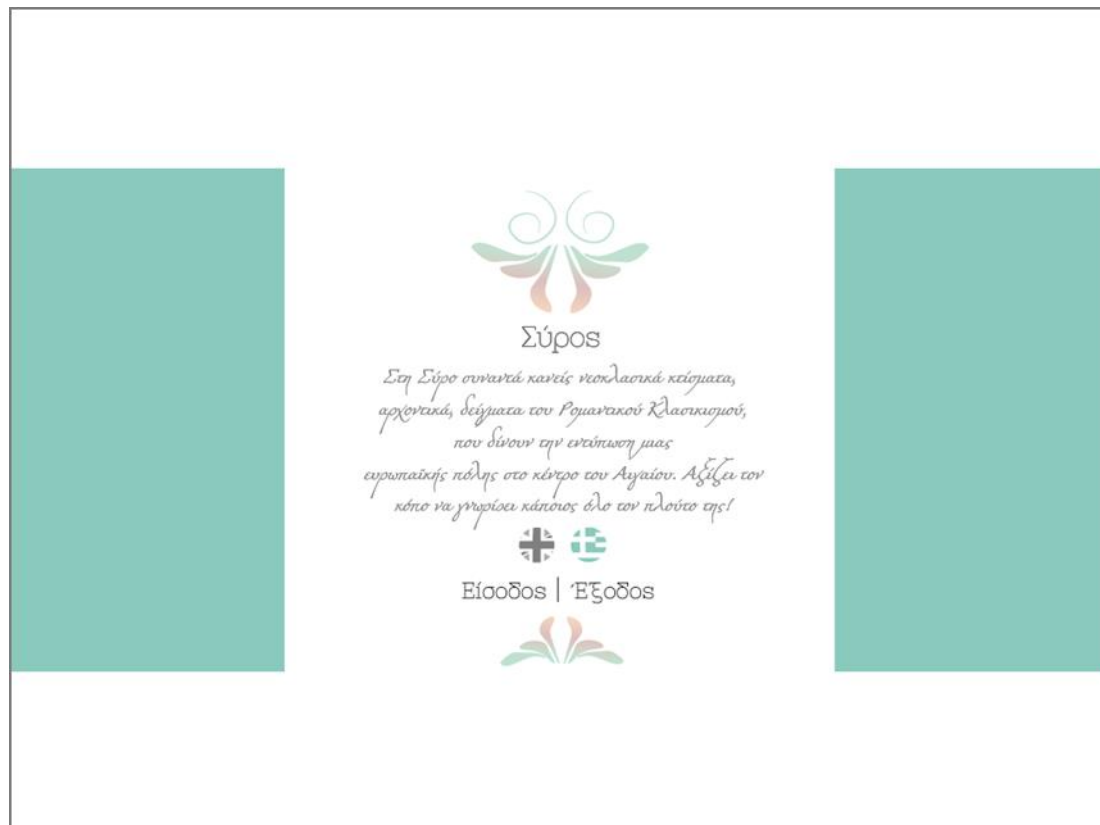 Σύρος
Στη Σύρο συναντά κανείς νεοκλασικά κτίσματα,
αρχοντικά, δείγματα του Ρομαντικού Κλασικισμού,
που δίνουν την εντύπωση μιας
ευρωπαϊκής πόλης στο κέντρο του Αιγαίου. Αξίζει τον
κόπο να γνωρίσει κάποιος όλο τον πλούτο της!
Είσοδος | Έξοδος